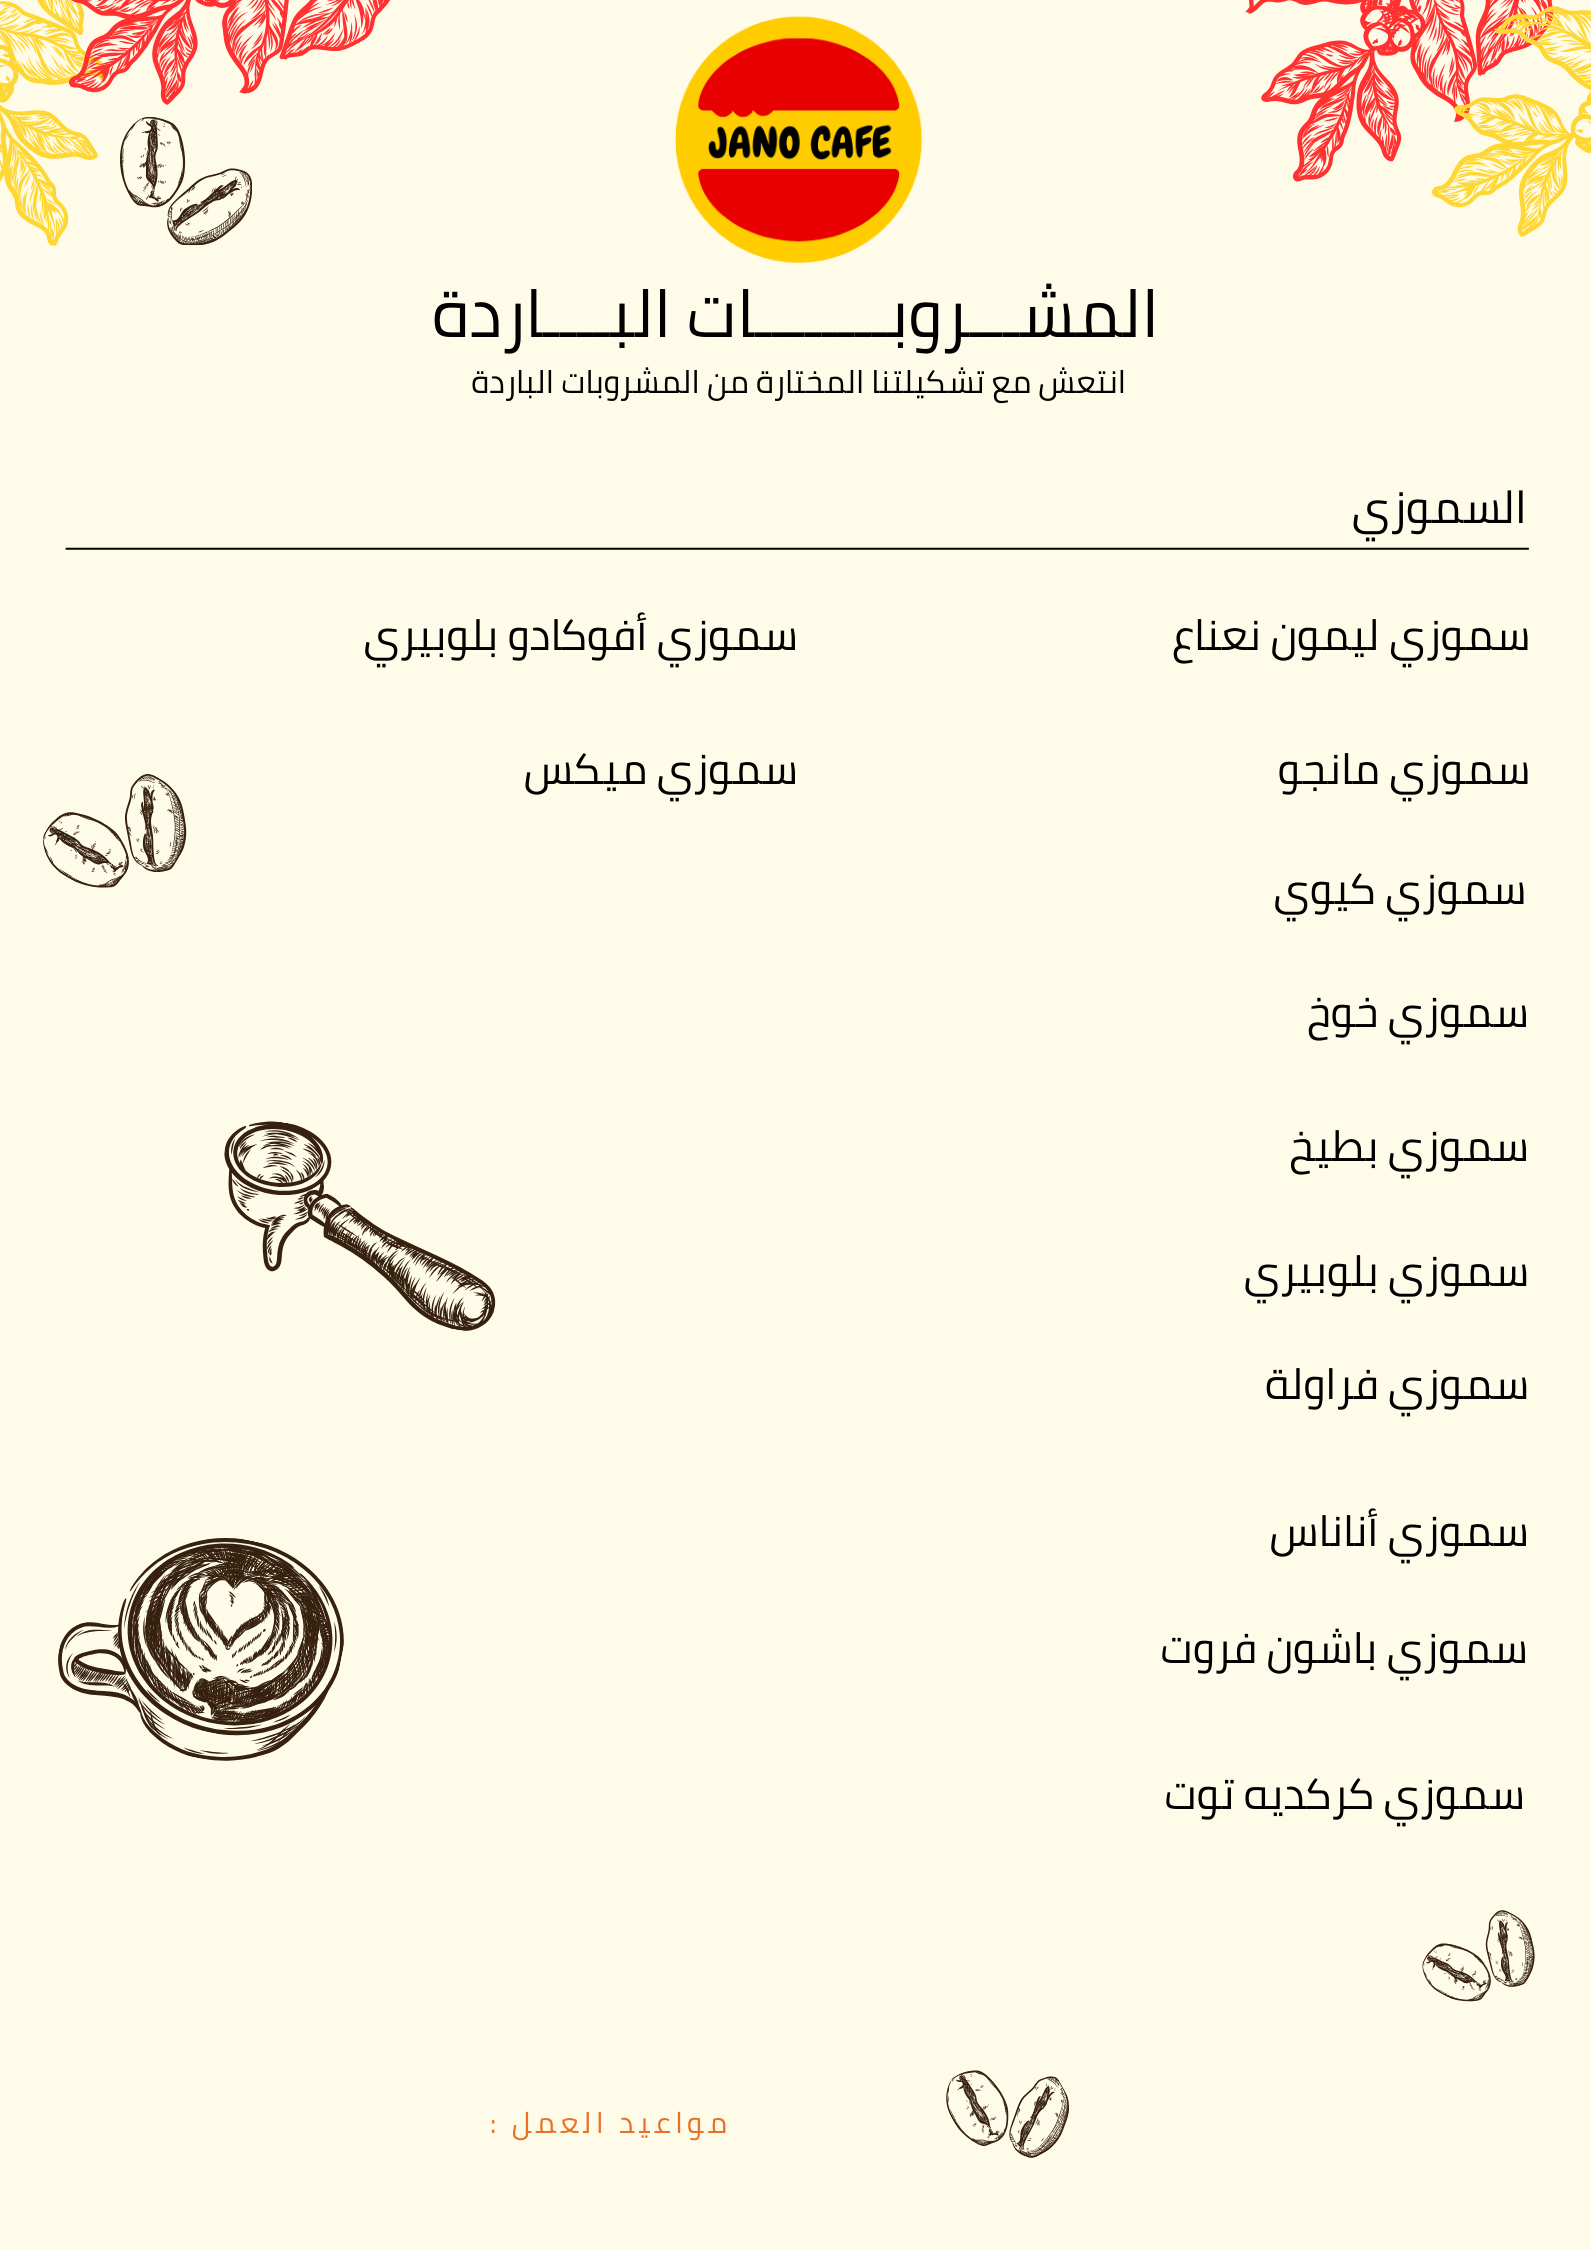 JANO CAFE
المشـــروبـــــــات البــــاردة
انتعش مع تشكيلتنا المختارة من المشروبات الباردة
السموزي
سموزي ليمون نعناع
سموزي أفوكادو بلوبيري
سموزي مانجو
سموزي ميكس
سموزي كيوي
سموزي خوخ
سموزي بطيخ
سموزي بلوبيري
سموزي فراولة
سموزي أناناس
سموزي باشون فروت
سموزي كركديه توت
مواعيد العمل :